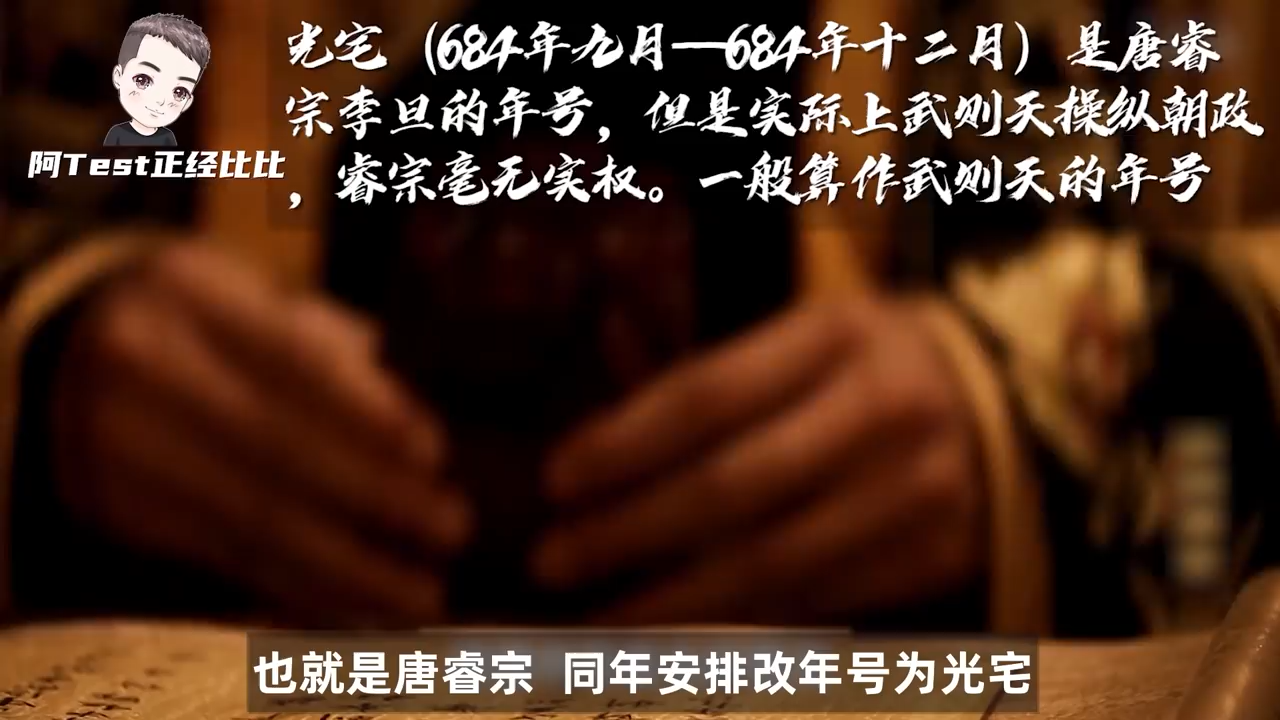 光宅（684年九月—684年十二月）是唐睿
宗李旦的年号，但是实际上武则天操纵朝政
，睿宗毫无实权。一般算作武则天的年号
阿Test正经比比
也就是唐睿宗 同年安排改年号为光宅